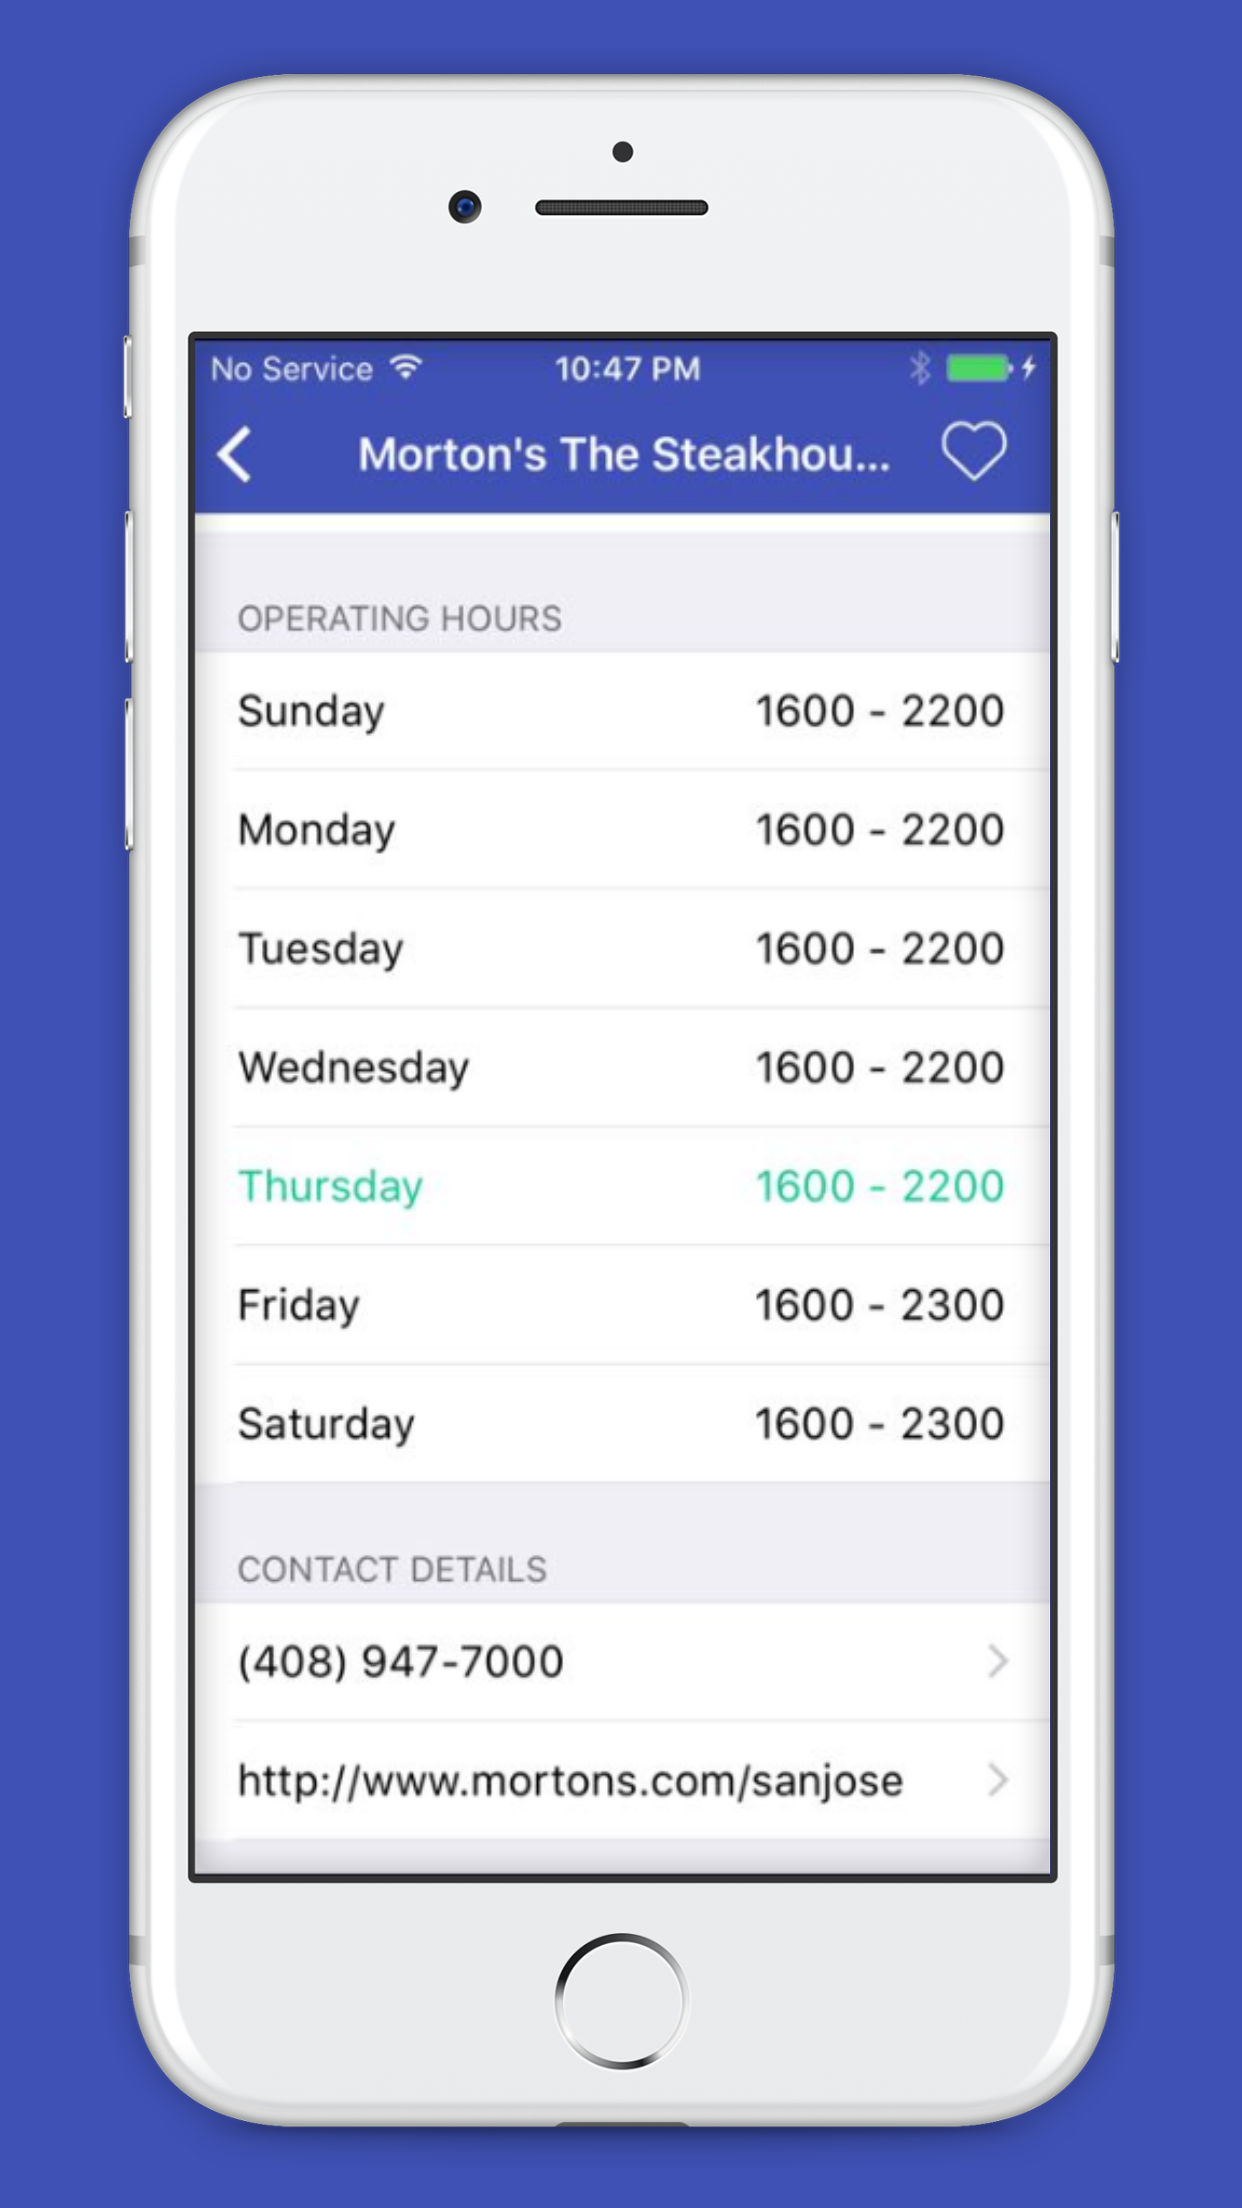 No Service 10:47 PM
Morton's The Steakhou...
OPERATING HOURS
Sunday 1600 - 2200
Monday 1600 - 2200
Tuesday 1600 - 2200
Wednesday 1600 - 2200
Thursday 1600 - 2200
Friday 1600 - 2300
Saturday 1600 - 2300
CONTACT DETAILS
(408) 947-7000
http://www.mortons.com/sanjose